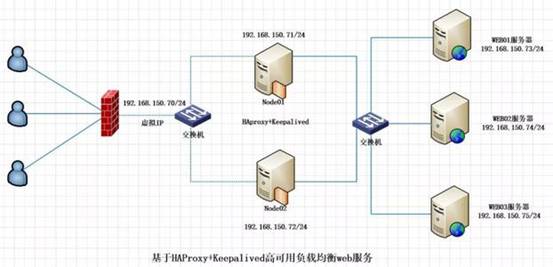 192.168.150.71/24
WEB01服务器
192.168.150.73/24
192.168.150.70/24
虚拟IP
交换机
Node01
HAproxy+Keepalived
交换机
WEB02服务器
192.168.150.74/24
Node02
192.168.150.72/24
WEB03服务器
192.168.150.75/24
基于HAProxy+Keepalived高可用负载均衡web服务